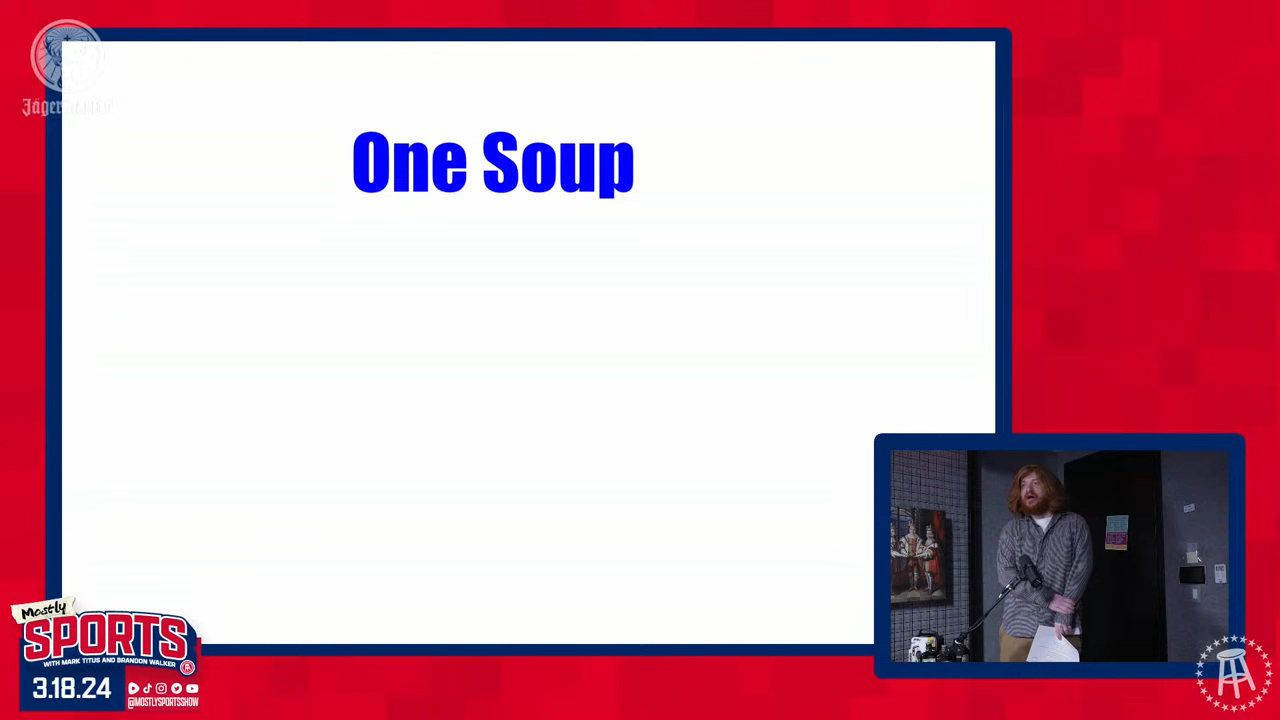 One Soup
Mostly
SPORTS
WITH MARK TITUS AND BRANDON WALKER
3.18.24
@MOSTLYSPORTSSHOW